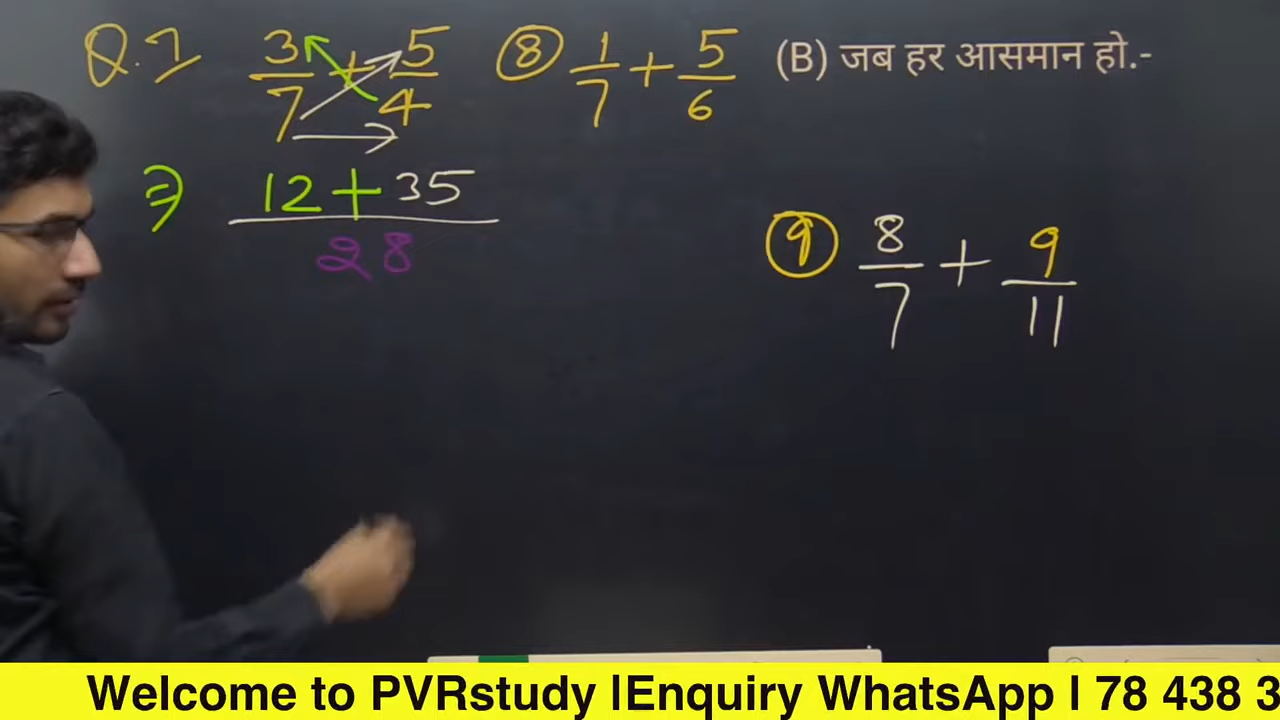 Q.7 3/7 + 5/4
⇒ 12 + 35 / 28
(8) 1/7 + 5/6
(B) जब हर आसमान हो.-
(9) 8/7 + 9/11
Welcome to PVRstudy |Enquiry WhatsApp | 78 438 3